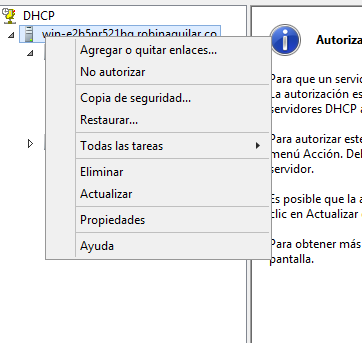 DHCP
win-e2b5nr521bg.robinaguilar.co
Agregar o quitar enlaces...
No autorizar
Copia de seguridad...
Restaurar...
Todas las tareas
Eliminar
Actualizar
Propiedades
Ayuda
Autoriza
Para que un servic
La autorización es
servidores DHCP a
Para autorizar este
menú Acción. Del
servidor.
Es posible que la a
clic en Actualizar
Para obtener más
pantalla.